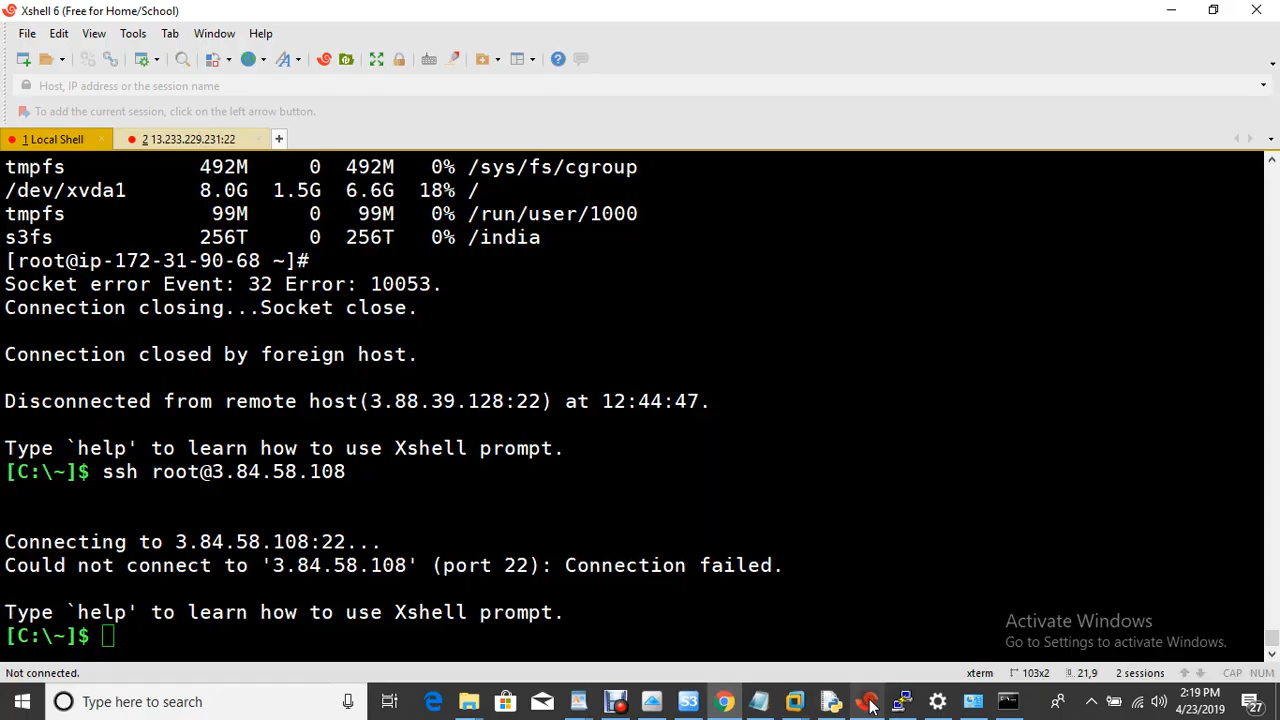 Xshell 6 (Free for Home/School)
File Edit View Tools Tab Window Help
Host, IP address or the session name
To add the current session, click on the left arrow button.
1 Local Shell 2 13.233.229.231:22
tmpfs 492M 0 492M 0% /sys/fs/cgroup
/dev/xvda1 8.0G 1.5G 6.6G 18% /
tmpfs 99M 0 99M 0% /run/user/1000
s3fs 256T 0 256T 0% /india
[root@ip-172-31-90-68 ~]#
Socket error Event: 32 Error: 10053.
Connection closing...Socket close.
Connection closed by foreign host.
Disconnected from remote host(3.88.39.128:22) at 12:44:47.
Type `help' to learn how to use Xshell prompt.
[C:\~]$ ssh root@3.84.58.108
Connecting to 3.84.58.108:22...
Could not connect to '3.84.58.108' (port 22): Connection failed.
Type `help' to learn how to use Xshell prompt.
[C:\~]$
Activate Windows
Go to Settings to activate Windows.
Not connected. xterm 103x2 21,9 2 sessions CAP NUM
Type here to search
S3
2:19 PM
4/23/2019
27